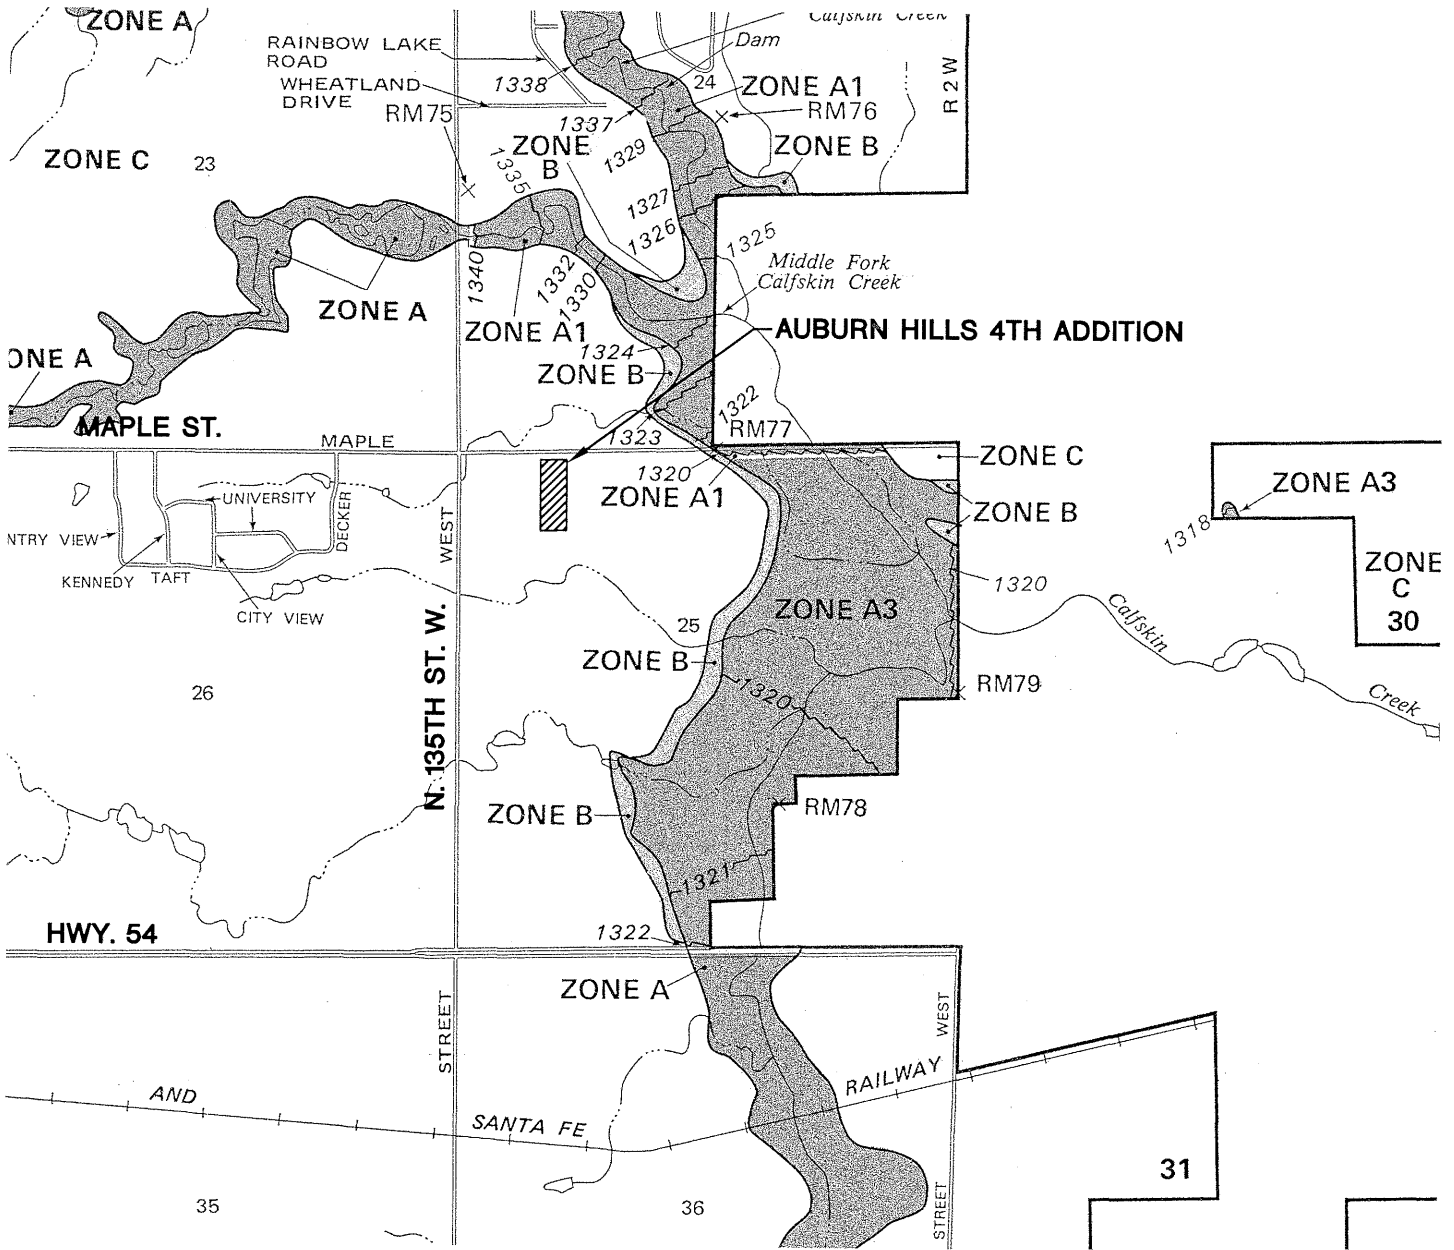 ZONE A
Calfskin Creek
RAINBOW LAKE
ROAD
Dam
WHEATLAND
DRIVE
1338
24
ZONE A1
R 2 W
RM75
RM76
1337
ZONE
B
ZONE B
ZONE C
23
1335
1329
1327
1326
1325
1340
1332
1330
Middle Fork
Calfskin Creek
ZONE A
ZONE A1
AUBURN HILLS 4TH ADDITION
ONE A
1324
ZONE B
1322
MAPLE ST.
MAPLE
1323
RM77
1320
ZONE A1
ZONE C
ZONE B
ZONE A3
1318
UNIVERSITY
DECKER
WEST
NTRY VIEW
KENNEDY
TAFT
CITY VIEW
1320
ZONE
C
30
ZONE A3
Calfskin
25
ZONE B
26
N. 135TH ST. W.
1320
RM79
Creek
ZONE B
RM78
1321
HWY. 54
1322
ZONE A
STREET
WEST
AND
SANTA FE
RAILWAY
31
35
36
STREET